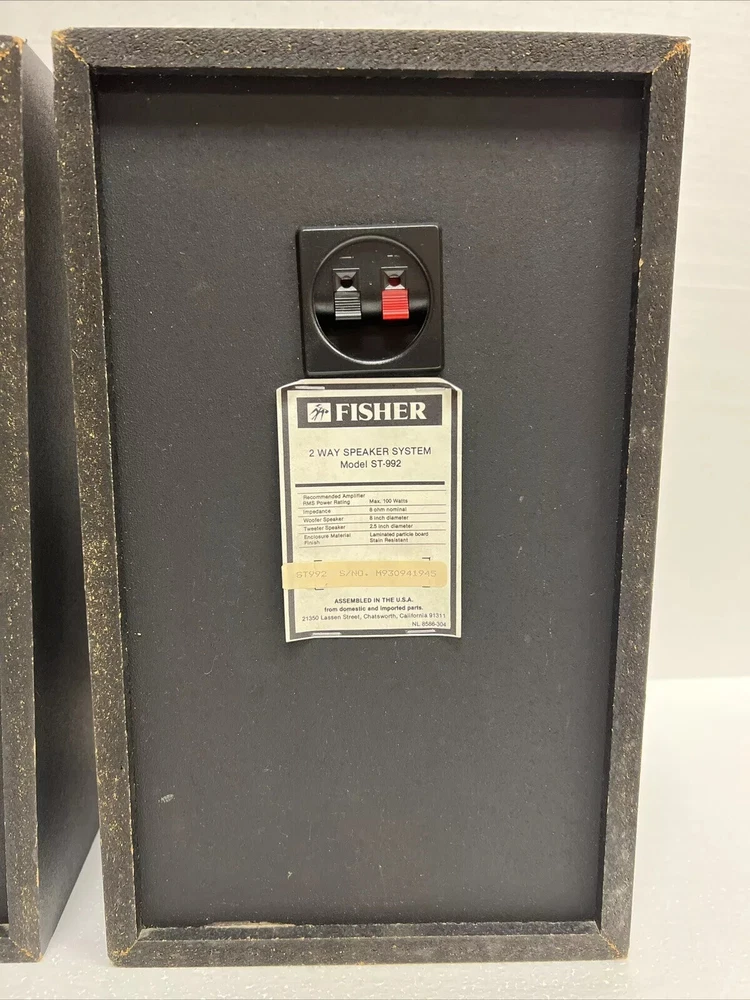 FISHER
2 WAY SPEAKER SYSTEM
Model ST-992
Recommended Amplifier
RMS Power Rating Max. 100 Watts
Impedance 8 ohm nominal
Woofer Speaker 8 inch diameter
Tweeter Speaker 2.5 inch diameter
Enclosure Material Laminated particle board
Finish Stain Resistant
ST992 S/NO. M930941945
ASSEMBLED IN THE U.S.A.
from domestic and imported parts.
21350 Lassen Street, Chatsworth, California 91311
NL 8586-304